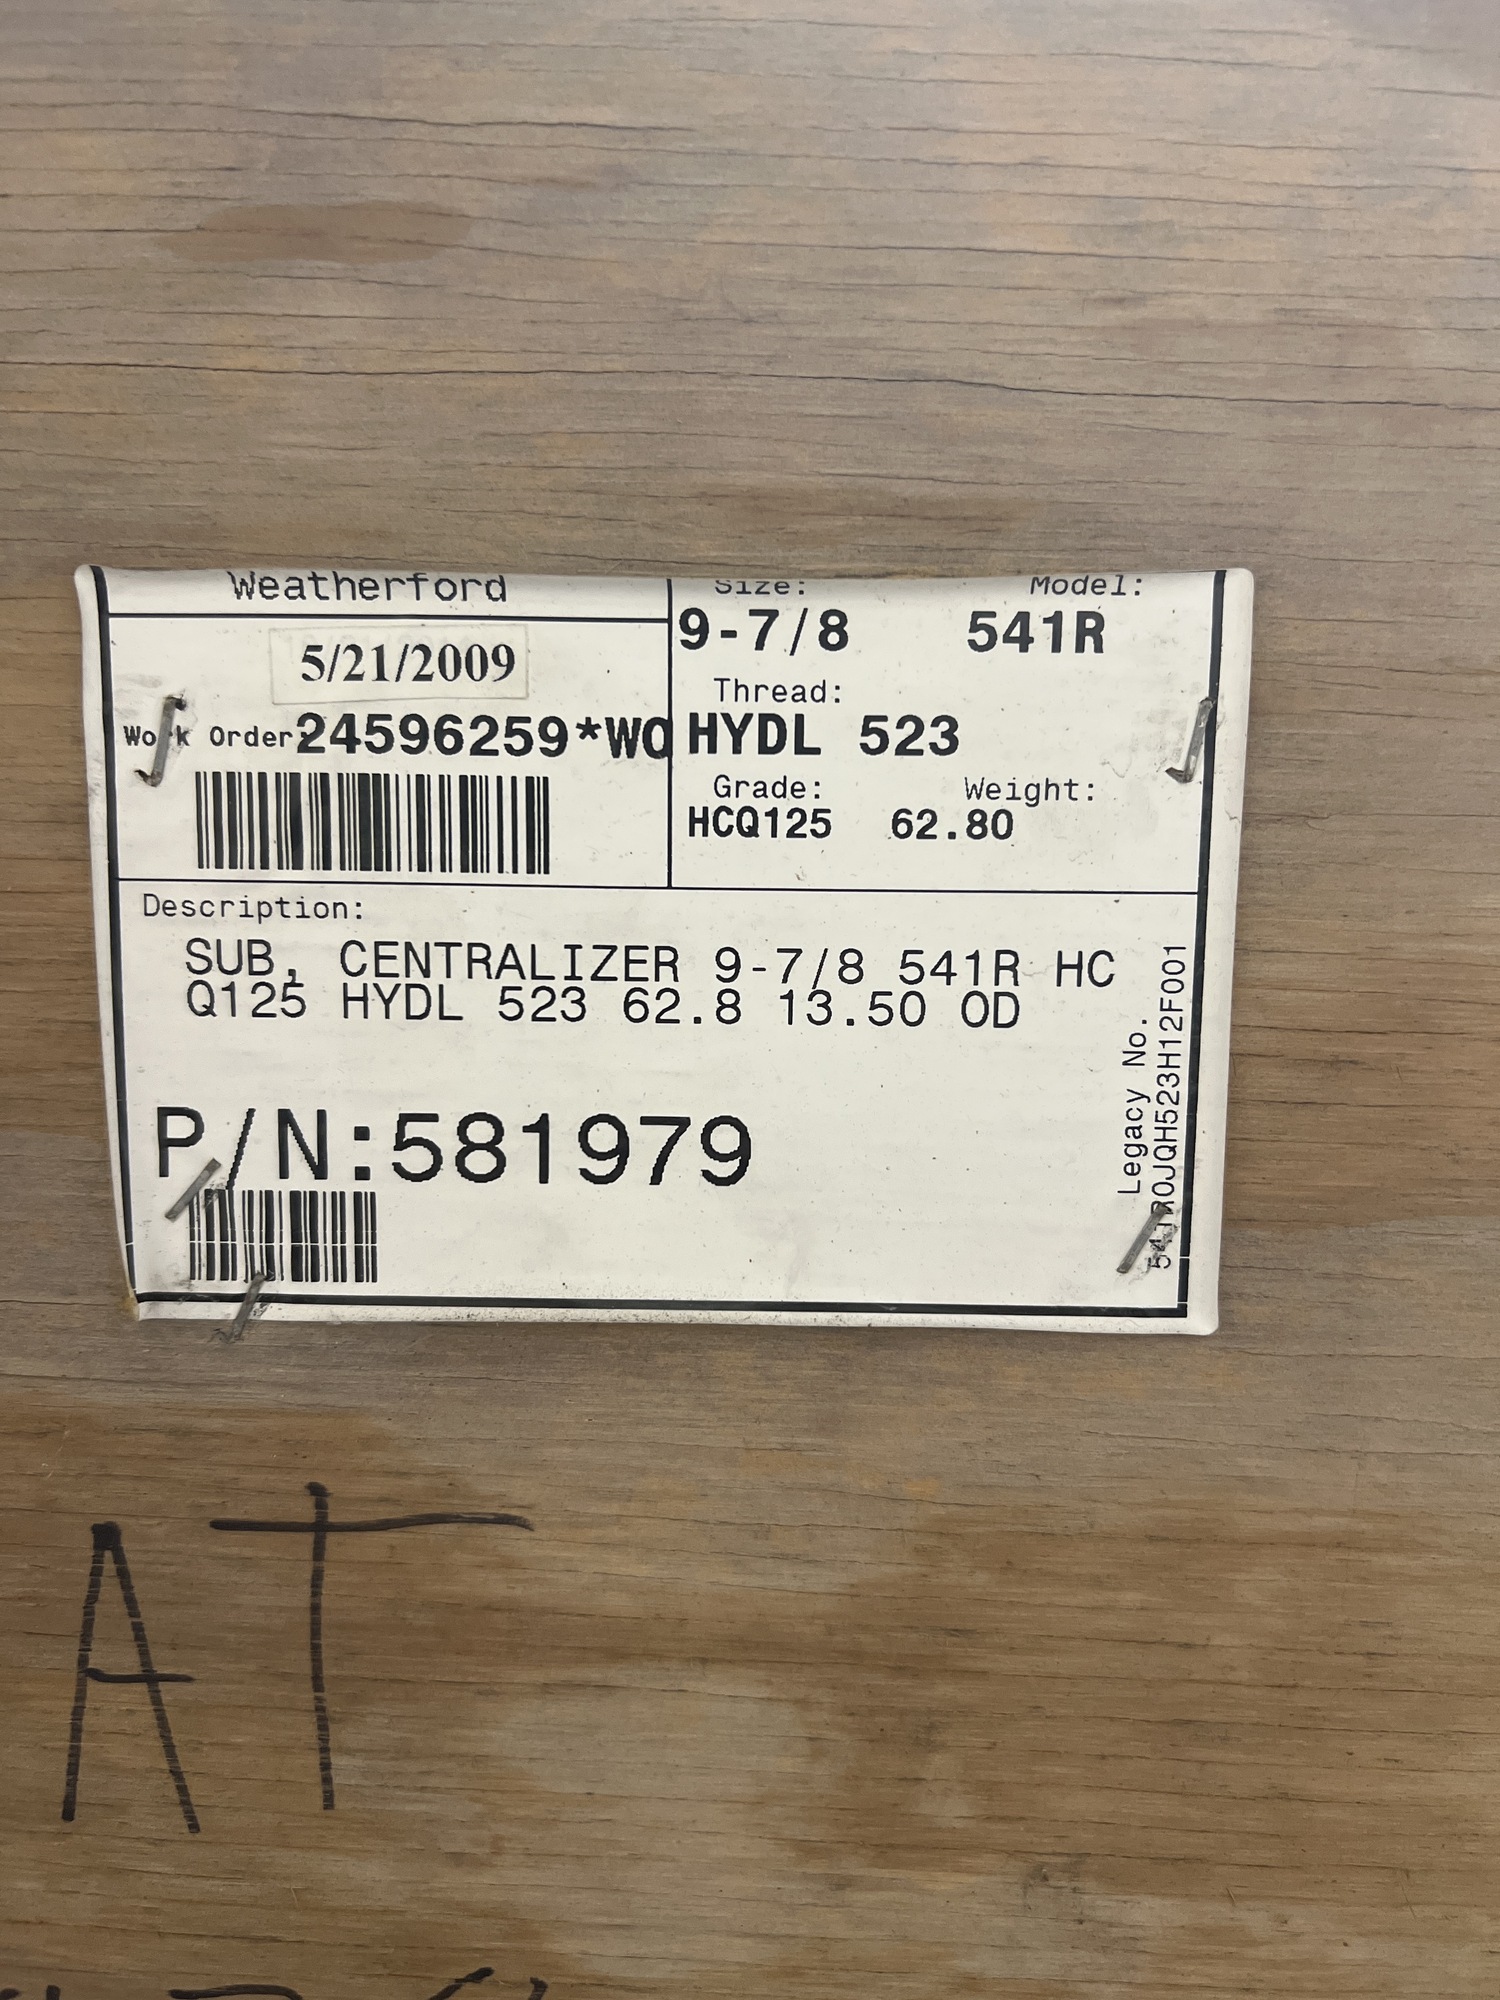 Weatherford
5/21/2009
Work Order:24596259*WO
Size: Model:
9-7/8 541R
Thread:
HYDL 523
Grade: Weight:
HCQ125 62.80
Description:
SUB, CENTRALIZER 9-7/8 541R HC
Q125 HYDL 523 62.8 13.50 OD
P/N:581979
Legacy No.
541R0JQH523H12F001
AT